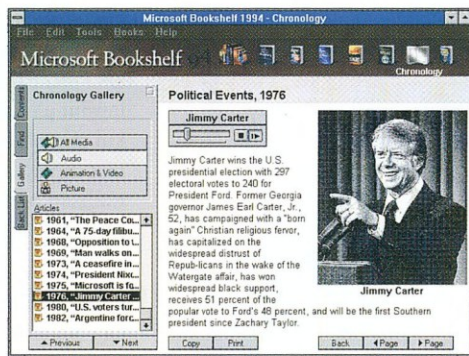 Microsoft Bookshelf 1994 - Chronology
File Edit Tools Books Help
Microsoft Bookshelf 94
Chronology
Contents
Find
Gallery
Back List
Chronology Gallery
All Media
Audio
Animation & Video
Picture
Articles
1961, "The Peace Co...
1964, "A 75-day filibu...
1968, "Opposition to t...
1969, "Man walks on...
1973, "A ceasefire in...
1974, "President Nixo...
1975, "Microsoft is fo...
1976, "Jimmy Carter ...
1980, "U.S. voters tur...
1982, "Argentine forc...
Previous Next
Political Events, 1976
Jimmy Carter
Jimmy Carter wins the U.S.
presidential election with 297
electoral votes to 240 for
President Ford. Former Georgia
governor James Earl Carter, Jr.,
52, has campaigned with a "born
again" Christian religious fervor,
has capitalized on the
widespread distrust of
Repub-licans in the wake of the
Watergate affair, has won
widespread black support,
receives 51 percent of the
popular vote to Ford's 48 percent, and will be the first Southern
president since Zachary Taylor.
Jimmy Carter
Copy Print Back Page Page